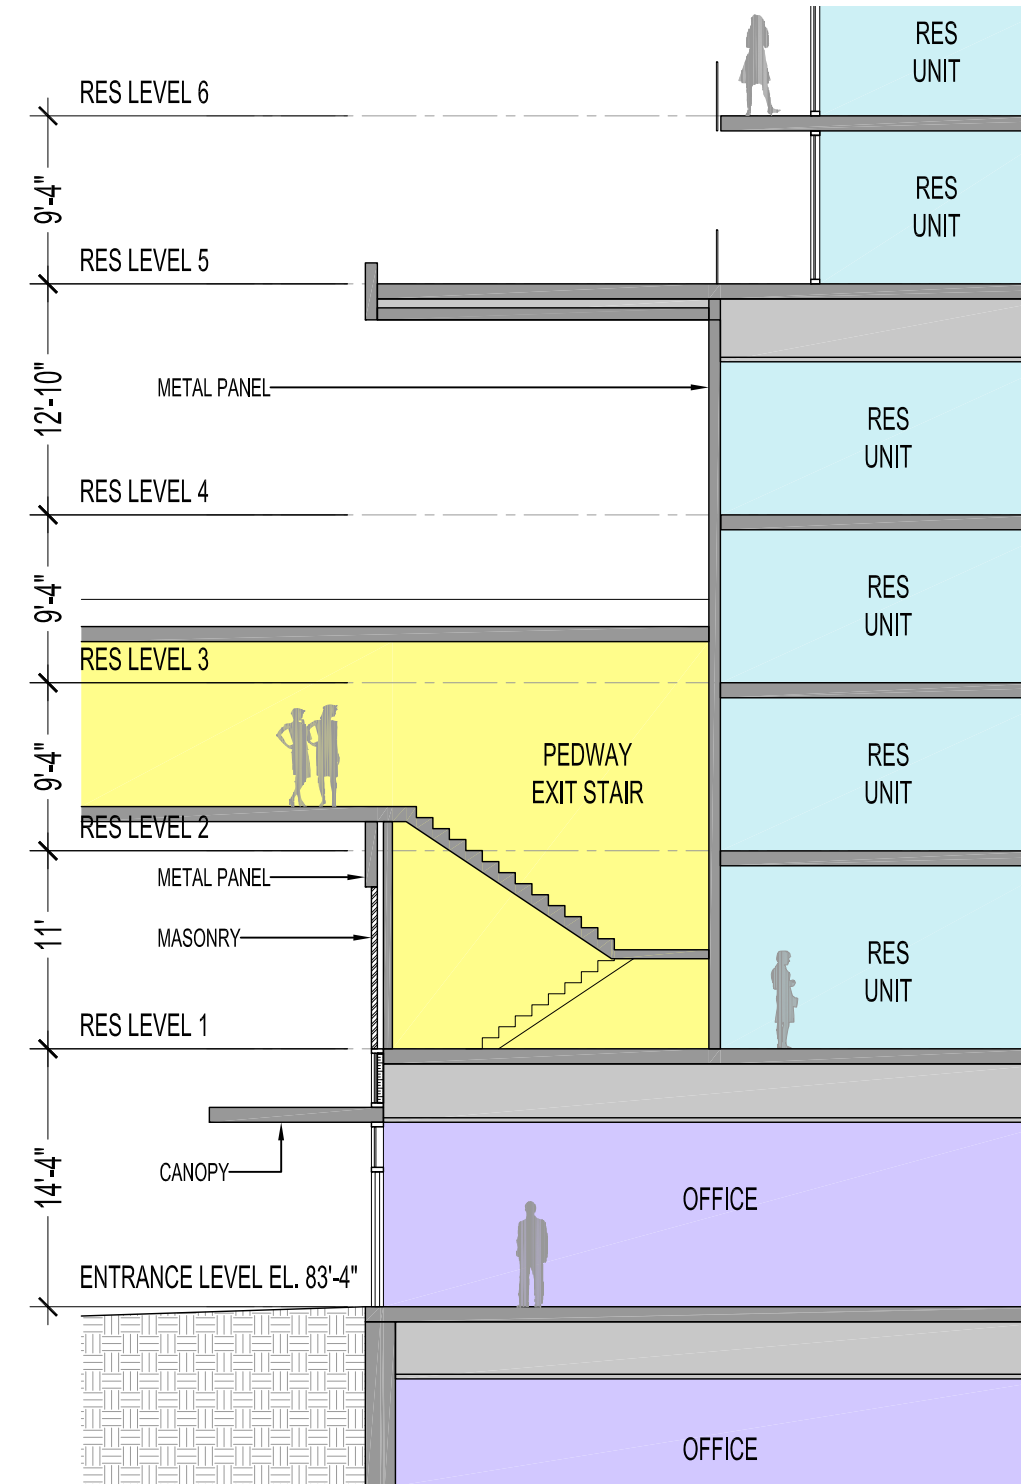 RES
UNIT
RES LEVEL 6
9'-4"
RES
UNIT
RES LEVEL 5
METAL PANEL
12'-10"
RES
UNIT
RES LEVEL 4
9'-4"
RES
UNIT
RES LEVEL 3
9'-4"
PEDWAY
EXIT STAIR
RES
UNIT
RES LEVEL 2
METAL PANEL
11'
MASONRY
RES
UNIT
RES LEVEL 1
14'-4"
CANOPY
OFFICE
ENTRANCE LEVEL EL. 83'-4"
OFFICE